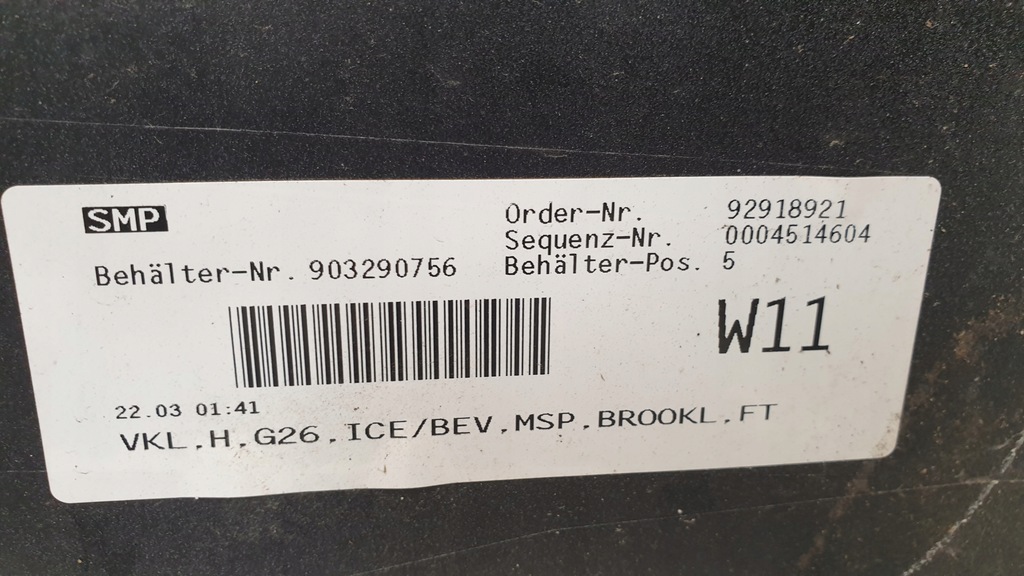 SMP
Order-Nr. 92918921
Sequenz-Nr. 0004514604
Behälter-Nr. 903290756 Behälter-Pos. 5
W11
22.03 01:41
VKL,H,G26,ICE/BEV,MSP,BROOKL,FT